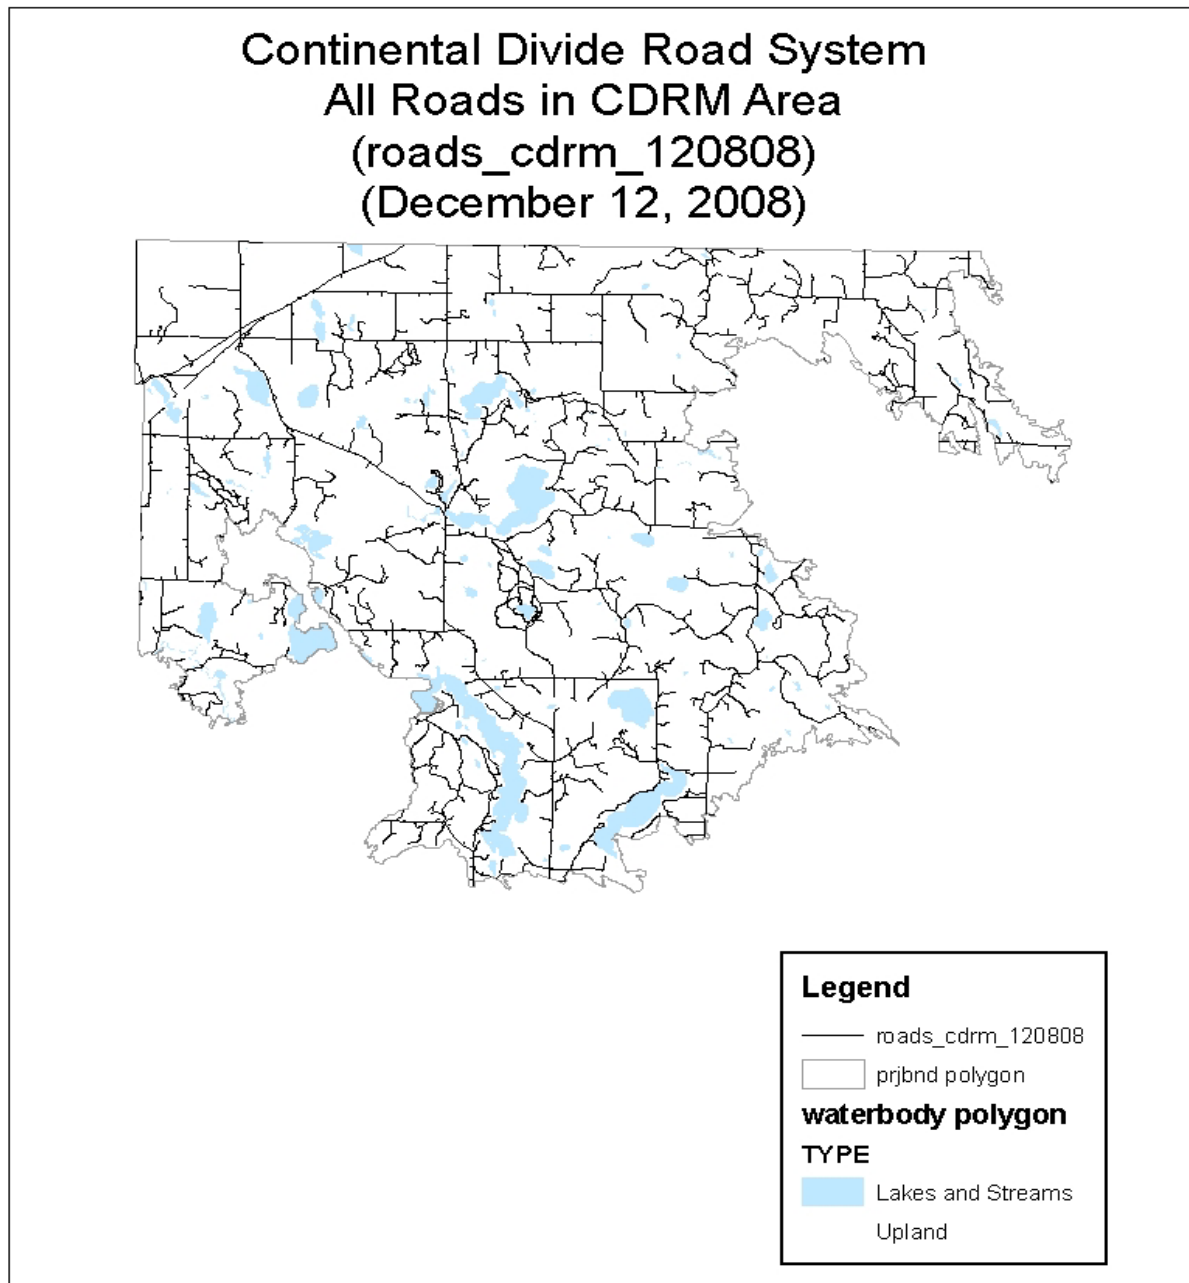 Continental Divide Road System
All Roads in CDRM Area
(roads_cdrm_120808)
(December 12, 2008)
Legend
roads_cdrm_120808
prjbnd polygon
waterbody polygon
TYPE
Lakes and Streams
Upland